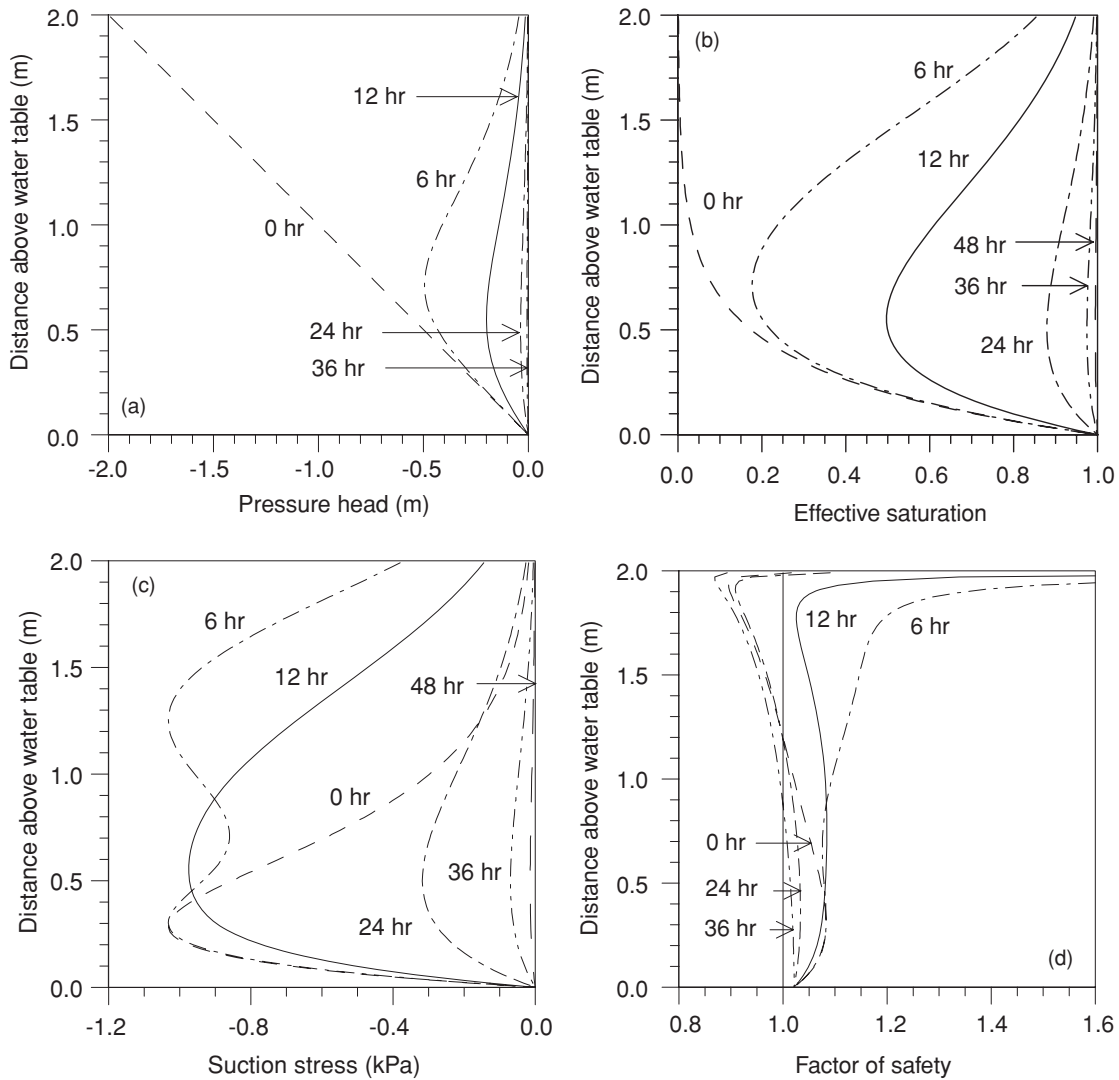 2.0
1.5
1.0
0.5
0.0
Distance above water table (m)
12 hr
6 hr
0 hr
24 hr
36 hr
(a)
-2.0 -1.5 -1.0 -0.5 0.0
Pressure head (m)
(b)
2.0
1.5
1.0
0.5
0.0
Distance above water table (m)
6 hr
12 hr
0 hr
48 hr
36 hr
24 hr
0.0 0.2 0.4 0.6 0.8 1.0
Effective saturation
2.0
1.5
1.0
0.5
0.0
Distance above water table (m)
(c)
6 hr
12 hr
48 hr
0 hr
36 hr
24 hr
-1.2 -0.8 -0.4 0.0
Suction stress (kPa)
2.0
1.5
1.0
0.5
0.0
Distance above water table (m)
12 hr
6 hr
0 hr
24 hr
36 hr
(d)
0.8 1.0 1.2 1.4 1.6
Factor of safety